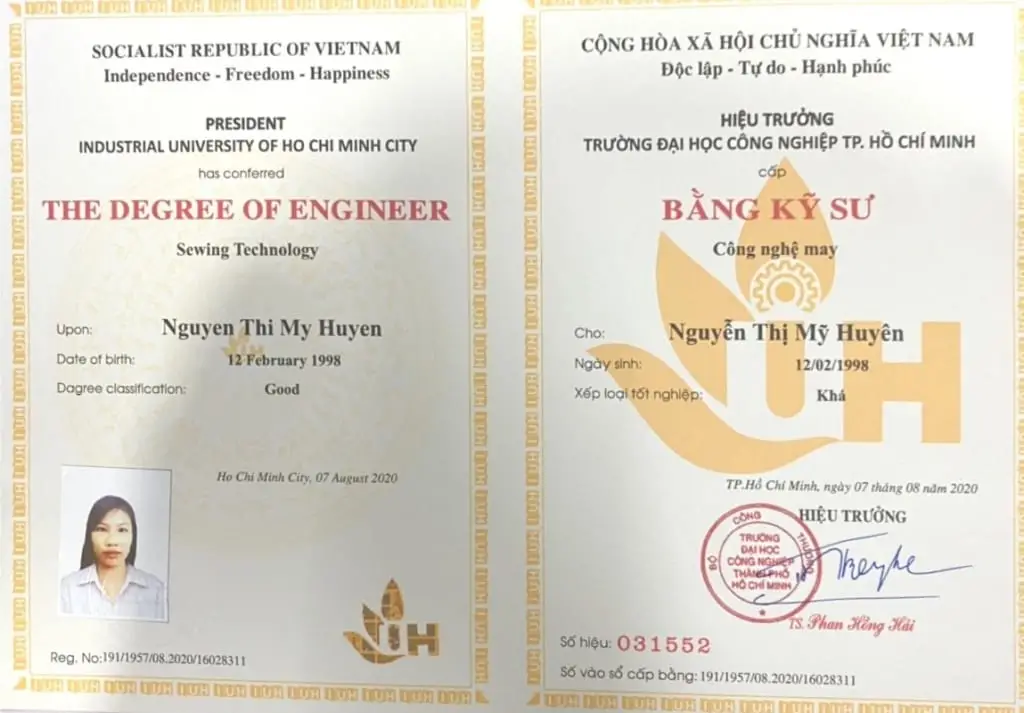 SOCIALIST REPUBLIC OF VIETNAM
Independence - Freedom - Happiness
PRESIDENT
INDUSTRIAL UNIVERSITY OF HO CHI MINH CITY
has conferred
THE DEGREE OF ENGINEER
Sewing Technology
Upon: Nguyen Thi My Huyen
Date of birth: 12 February 1998
Dagree classification: Good
Ho Chi Minh City, 07 August 2020
IUH
Reg. No:191/1957/08.2020/16028311
CỘNG HÒA XÃ HỘI CHỦ NGHĨA VIỆT NAM
Độc lập - Tự do - Hạnh phúc
HIỆU TRƯỞNG
TRƯỜNG ĐẠI HỌC CÔNG NGHIỆP TP. HỒ CHÍ MINH
cấp
BẰNG KỸ SƯ
Công nghệ may
Cho: Nguyễn Thị Mỹ Huyên
Ngày sinh: 12/02/1998
Xếp loại tốt nghiệp: Khá
IUH
TP.Hồ Chí Minh, ngày 07 tháng 08 năm 2020
HIỆU TRƯỞNG
BỘ CÔNG THƯƠNG
TRƯỜNG
ĐẠI HỌC
CÔNG NGHIỆP
THÀNH PHỐ
HỒ CHÍ MINH
TS. Phan Hồng Hải
Số hiệu: 031552
Số vào sổ cấp bằng: 191/1957/08.2020/16028311